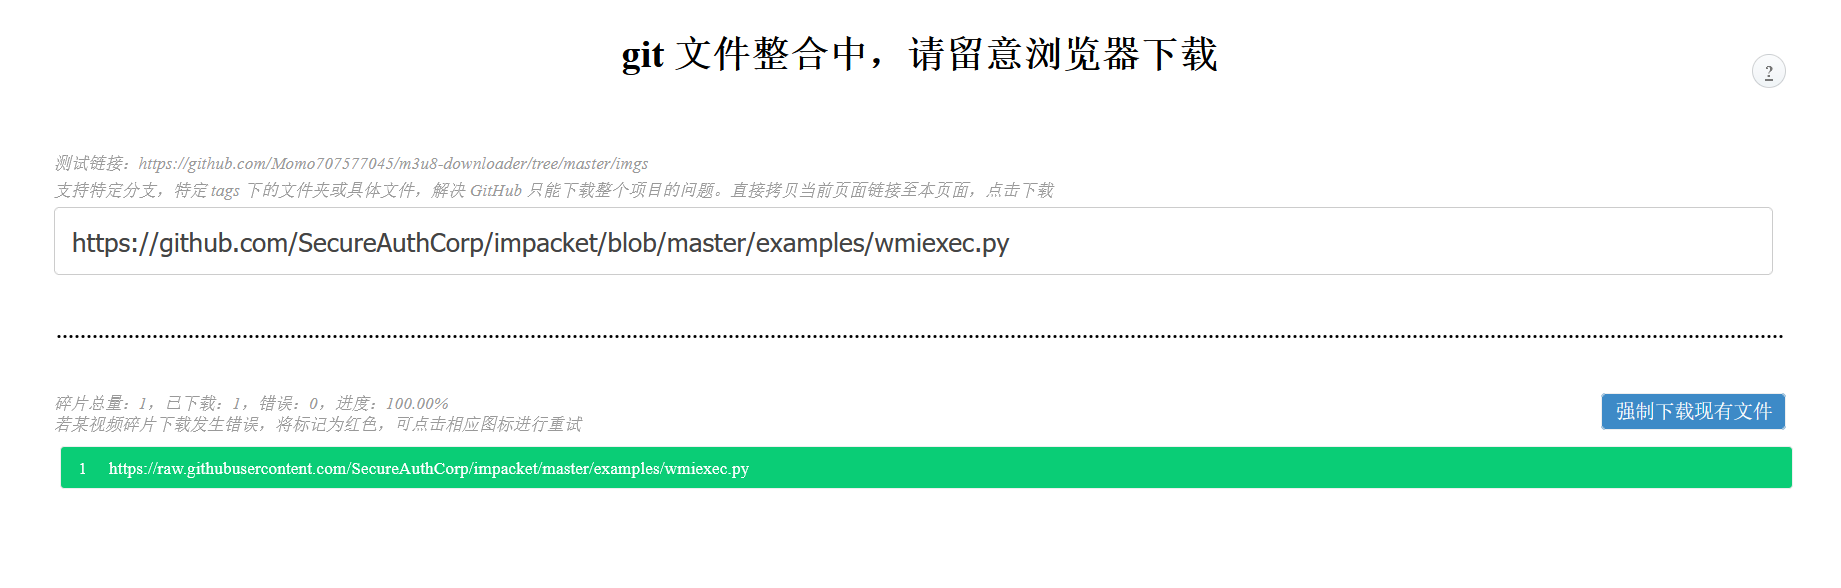 git 文件整合中，请留意浏览器下载
?
测试链接：https://github.com/Momo707577045/m3u8-downloader/tree/master/imgs
支持特定分支，特定 tags 下的文件夹或具体文件，解决 GitHub 只能下载整个项目的问题。直接拷贝当前页面链接至本页面，点击下载
https://github.com/SecureAuthCorp/impacket/blob/master/examples/wmiexec.py
碎片总量：1，已下载：1，错误：0，进度：100.00%
若某视频碎片下载发生错误，将标记为红色，可点击相应图标进行重试
强制下载现有文件
1 https://raw.githubusercontent.com/SecureAuthCorp/impacket/master/examples/wmiexec.py